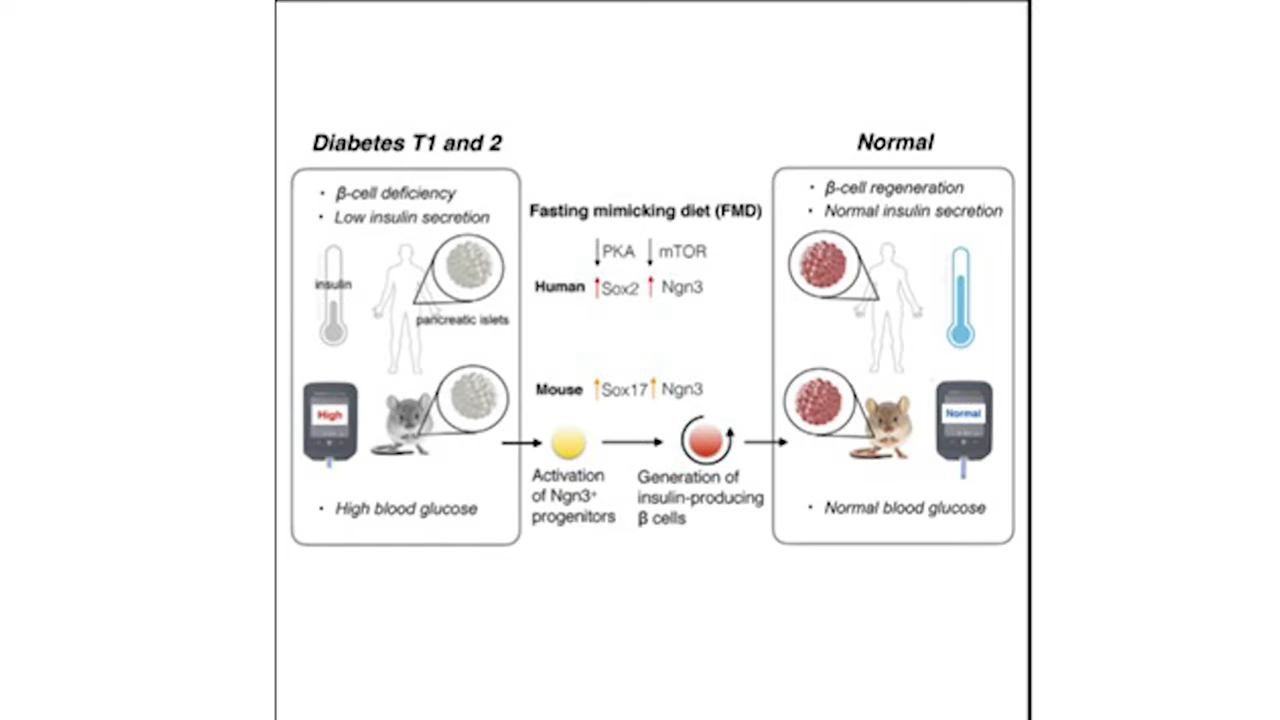 Diabetes T1 and 2
• β-cell deficiency
• Low insulin secretion
insulin
pancreatic islets
High
• High blood glucose
Fasting mimicking diet (FMD)
↓PKA ↓ mTOR
Human ↑Sox2 ↑ Ngn3
Mouse ↑Sox17↑ Ngn3
Activation
of Ngn3⁺
progenitors
Generation of
insulin-producing
β cells
Normal
• β-cell regeneration
• Normal insulin secretion
Normal
• Normal blood glucose